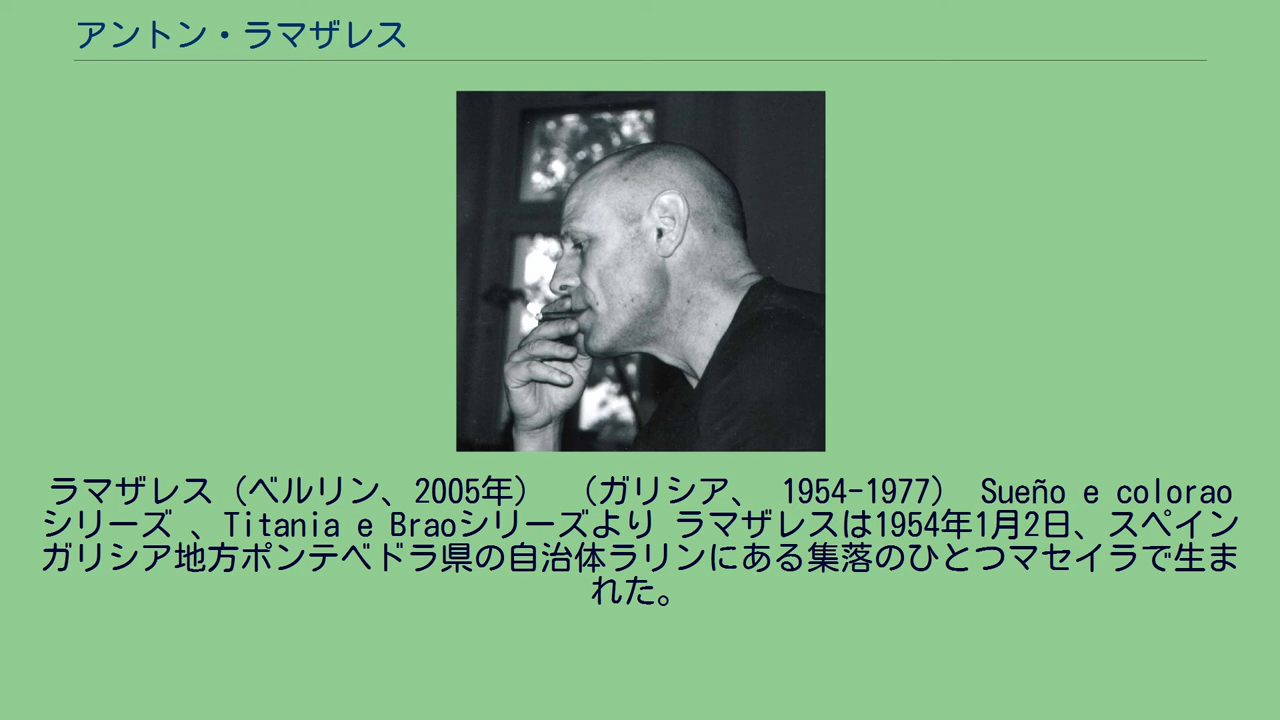 アントン・ラマザレス
ラマザレス（ベルリン、2005年） （ガリシア、 1954-1977） Sueño e colorao
シリーズ 、Titania e Braoシリーズより ラマザレスは1954年1月2日、スペイン
ガリシア地方ポンテベドラ県の自治体ラリンにある集落のひとつマセイラで生ま
れた。